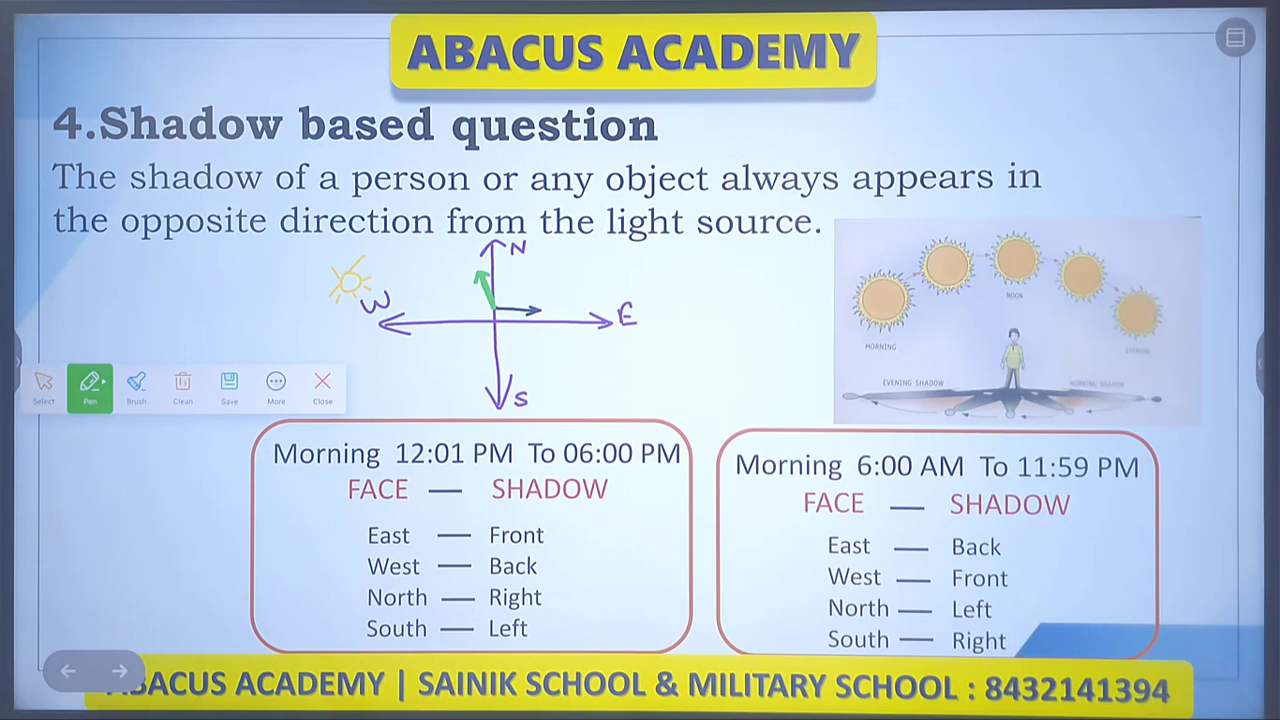 ABACUS ACADEMY
4.Shadow based question
The shadow of a person or any object always appears in
the opposite direction from the light source.
N
W
E
S
NOON
MORNING
EVENING
EVENING SHADOW
MORNING SHADOW
Select
Pen
Brush
Clean
Save
More
Close
Morning 12:01 PM To 06:00 PM
FACE — SHADOW
East — Front
West — Back
North — Right
South — Left
Morning 6:00 AM To 11:59 PM
FACE — SHADOW
East — Back
West — Front
North — Left
South — Right
ABACUS ACADEMY | SAINIK SCHOOL & MILITARY SCHOOL : 8432141394